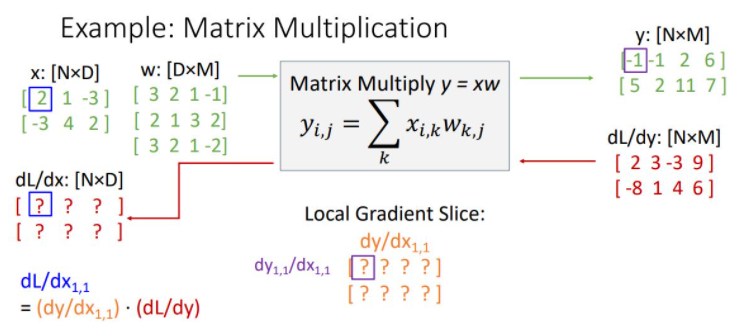 Example: Matrix Multiplication
x: [N×D]
[ 2 1 -3 ]
[ -3 4 2 ]
w: [D×M]
[ 3 2 1 -1]
[ 2 1 3 2]
[ 3 2 1 -2]
Matrix Multiply y = xw
y_{i,j} = ∑_k x_{i,k} w_{k,j}
y: [N×M]
[-1 -1 2 6 ]
[ 5 2 11 7 ]
dL/dy: [N×M]
[ 2 3 -3 9 ]
[ -8 1 4 6 ]
dL/dx: [N×D]
[ ? ? ? ]
[ ? ? ? ]
Local Gradient Slice:
dy/dx_{1,1}
dy_{1,1}/dx_{1,1}
[ ? ? ? ? ]
[ ? ? ? ? ]
dL/dx_{1,1}
= (dy/dx_{1,1}) · (dL/dy)